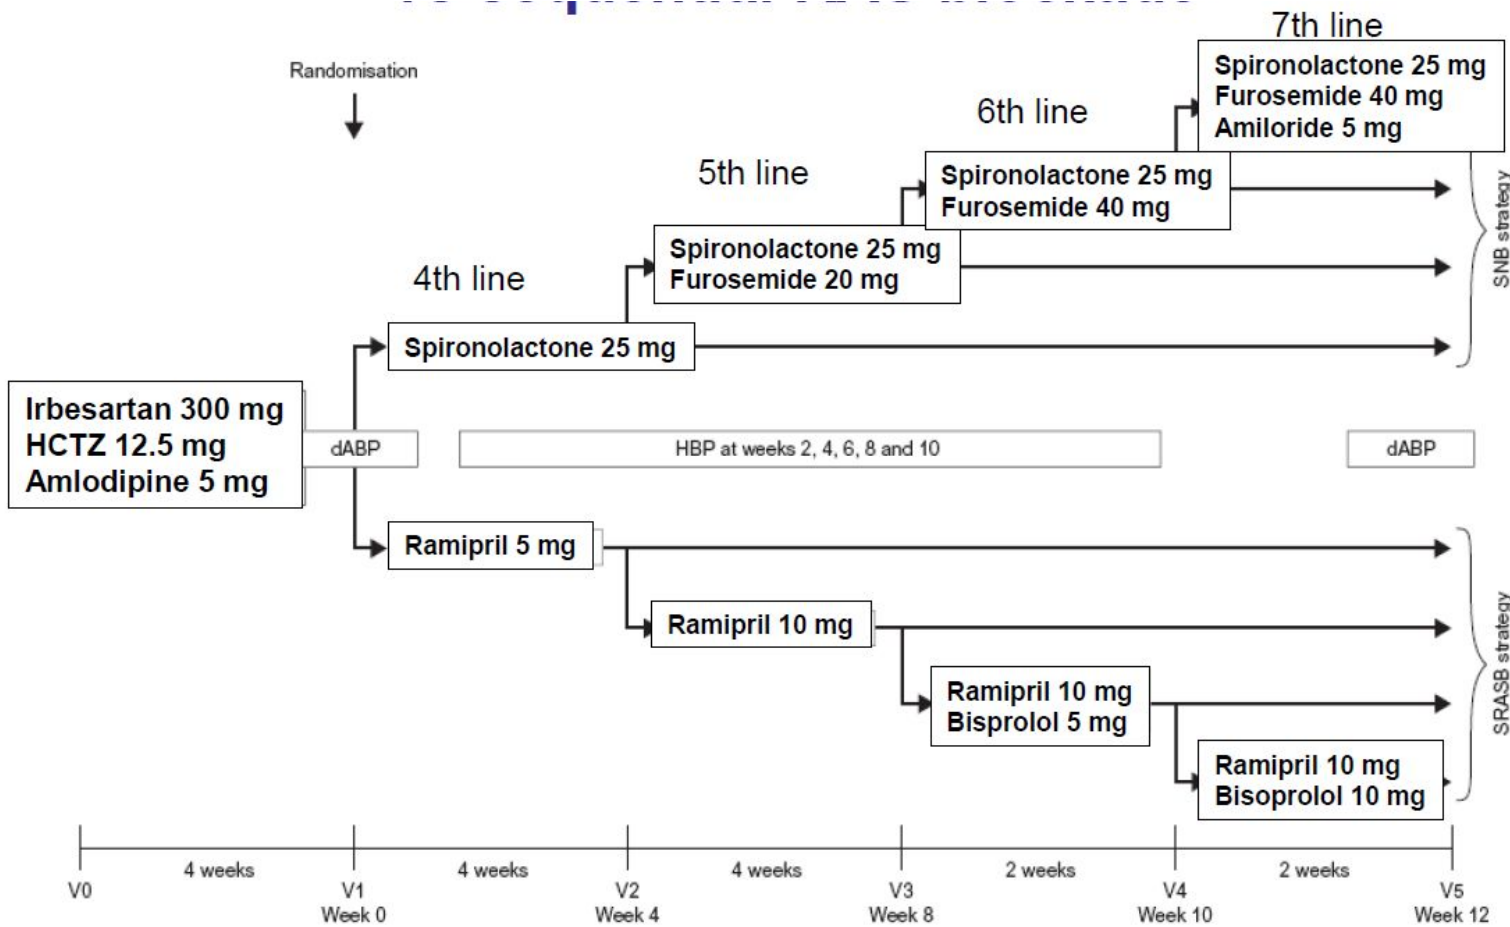 7th line
Randomisation
Spironolactone 25 mg
Furosemide 40 mg
Amiloride 5 mg
6th line
Spironolactone 25 mg
Furosemide 40 mg
5th line
Spironolactone 25 mg
Furosemide 20 mg
4th line
Spironolactone 25 mg
SNB strategy
Irbesartan 300 mg
HCTZ 12.5 mg
Amlodipine 5 mg
dABP
HBP at weeks 2, 4, 6, 8 and 10
dABP
Ramipril 5 mg
Ramipril 10 mg
Ramipril 10 mg
Bisprolol 5 mg
Ramipril 10 mg
Bisoprolol 10 mg
SRASB strategy
4 weeks
4 weeks
4 weeks
2 weeks
2 weeks
V0
V1
Week 0
V2
Week 4
V3
Week 8
V4
Week 10
V5
Week 12